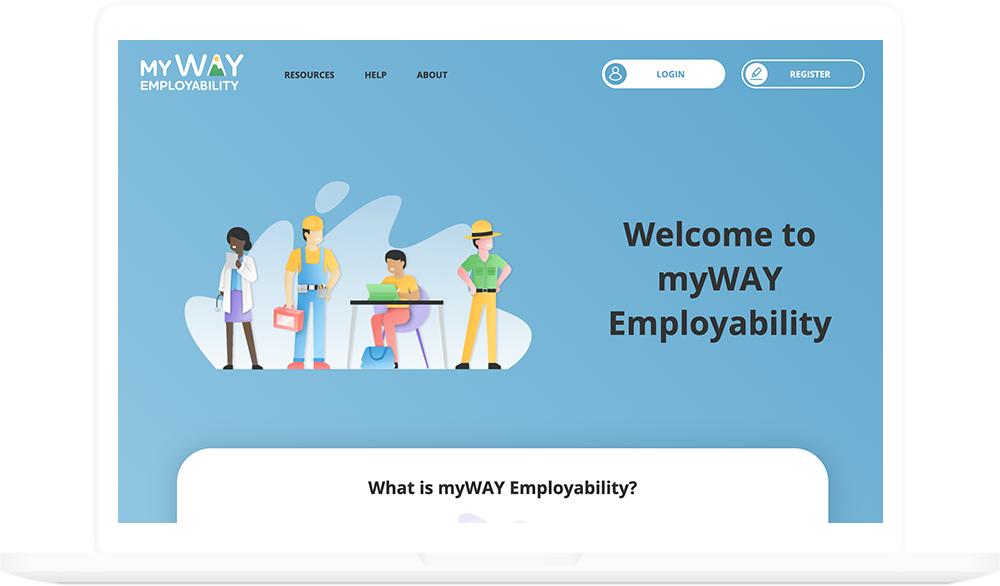 MY WAY
EMPLOYABILITY
RESOURCES
HELP
ABOUT
LOGIN
REGISTER
Welcome to
myWAY
Employability
What is myWAY Employability?